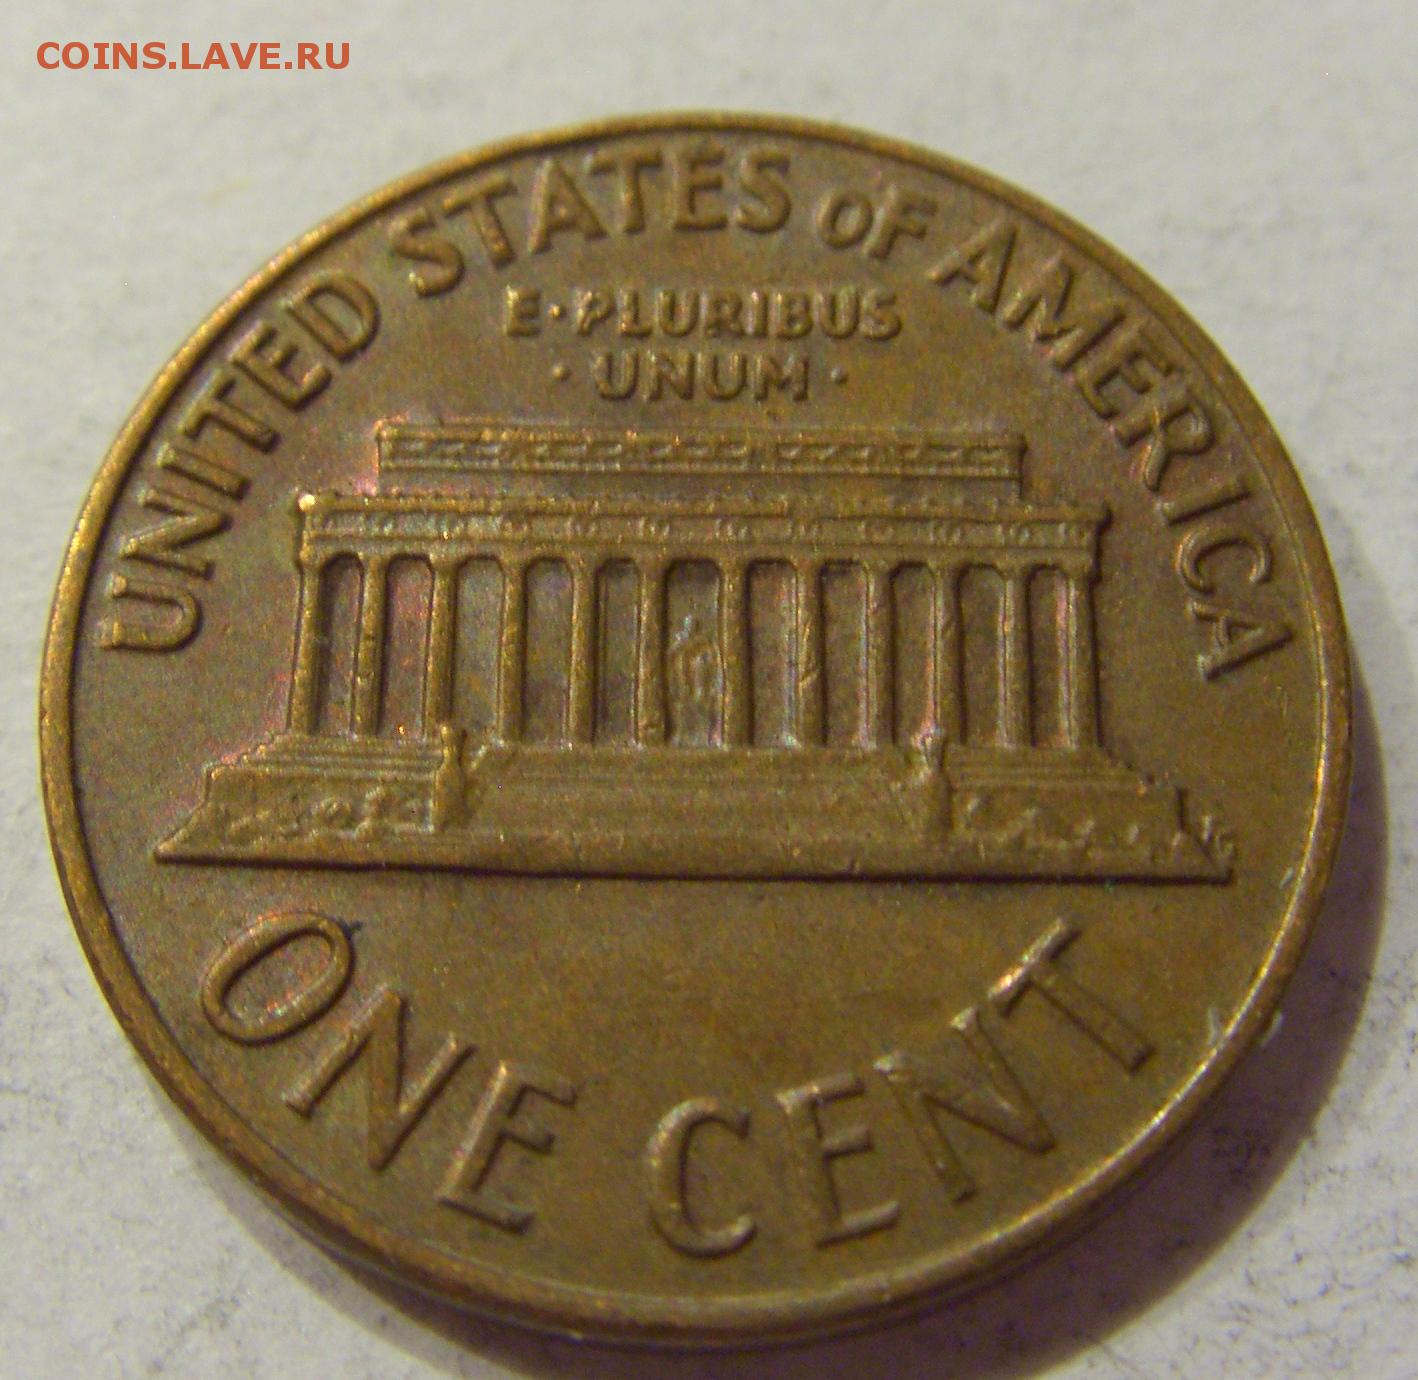 COINS.LAVE.RU
UNITED STATES OF AMERICA
E·PLURIBUS
·UNUM·
ONE CENT